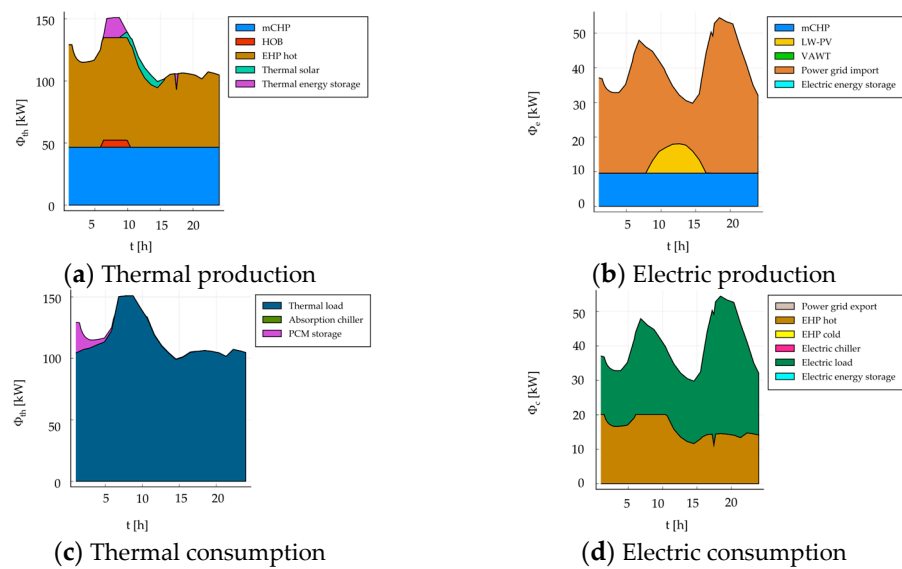 150
100
50
0
Φth [kW]
5
10
15
20
t [h]
mCHP
HOB
EHP hot
Thermal solar
Thermal energy storage
(a) Thermal production
50
40
30
20
10
0
Φe [kW]
5
10
15
20
t [h]
mCHP
LW-PV
VAWT
Power grid import
Electric energy storage
(b) Electric production
150
100
50
0
Φth [kW]
5
10
15
20
t [h]
Thermal load
Absorption chiller
PCM storage
(c) Thermal consumption
50
40
30
20
10
0
Φc [kW]
5
10
15
20
t [h]
Power grid export
EHP hot
EHP cold
Electric chiller
Electric load
Electric energy storage
(d) Electric consumption